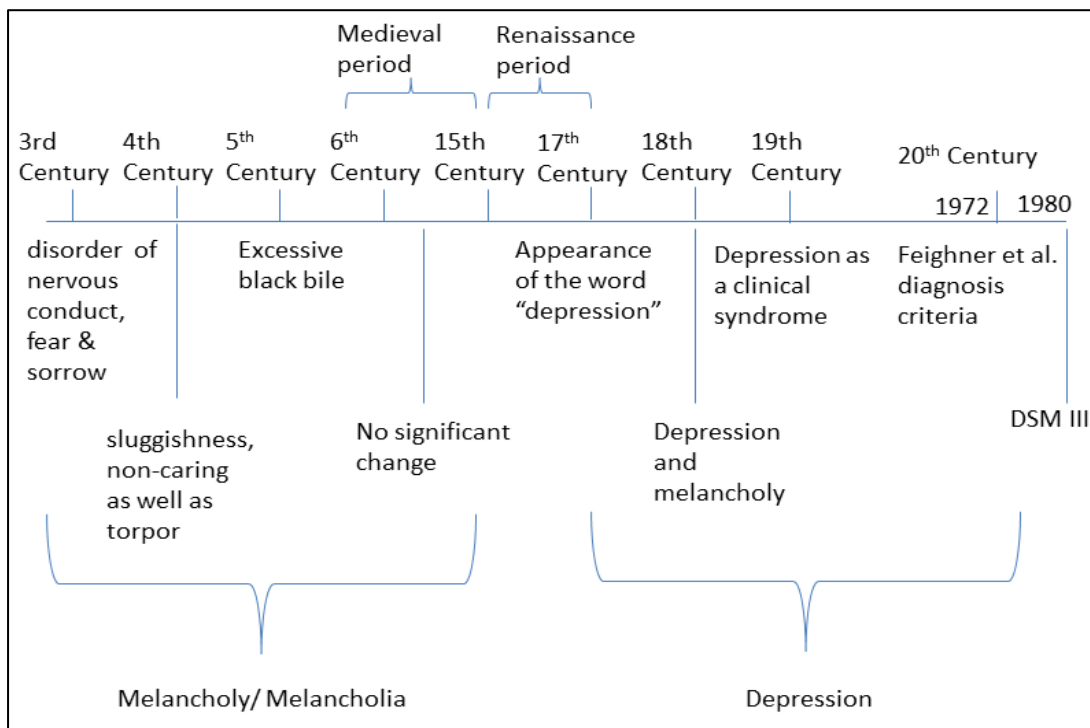 Medieval
period
Renaissance
period
3rd
Century
4th
Century
5th
Century
6th
Century
15th
Century
17th
Century
18th
Century
19th
Century
20th Century
1972
1980
disorder of
nervous
conduct,
fear &
sorrow
Excessive
black bile
Appearance
of the word
“depression”
Depression as
a clinical
syndrome
Feighner et al.
diagnosis
criteria
sluggishness,
non-caring
as well as
torpor
No significant
change
Depression
and
melancholy
DSM III
Melancholy/ Melancholia
Depression